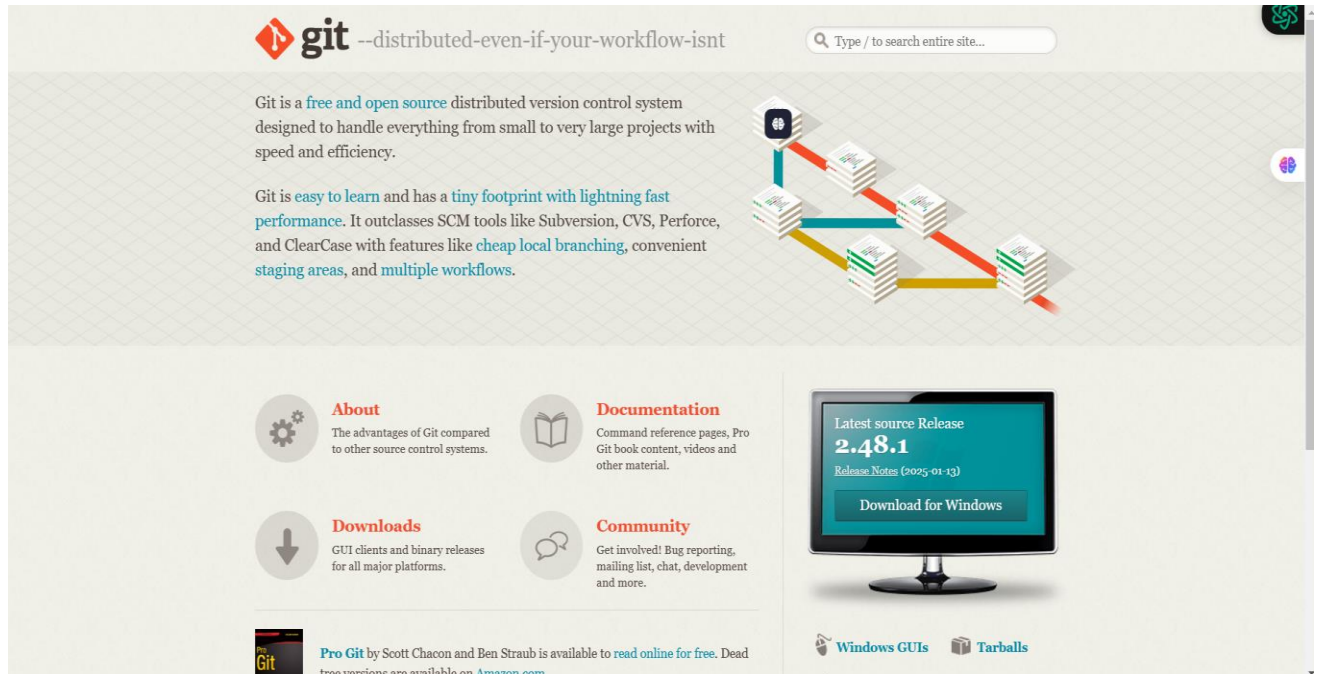 git --distributed-even-if-your-workflow-isnt
Type / to search entire site...
Git is a free and open source distributed version control system
designed to handle everything from small to very large projects with
speed and efficiency.
Git is easy to learn and has a tiny footprint with lightning fast
performance. It outclasses SCM tools like Subversion, CVS, Perforce,
and ClearCase with features like cheap local branching, convenient
staging areas, and multiple workflows.
About
The advantages of Git compared
to other source control systems.
Documentation
Command reference pages, Pro
Git book content, videos and
other material.
Downloads
GUI clients and binary releases
for all major platforms.
Community
Get involved! Bug reporting,
mailing list, chat, development
and more.
Pro
Git
Pro Git by Scott Chacon and Ben Straub is available to read online for free. Dead
tree versions are available on Amazon.com.
Latest source Release
2.48.1
Release Notes (2025-01-13)
Download for Windows
Windows GUIs
Tarballs